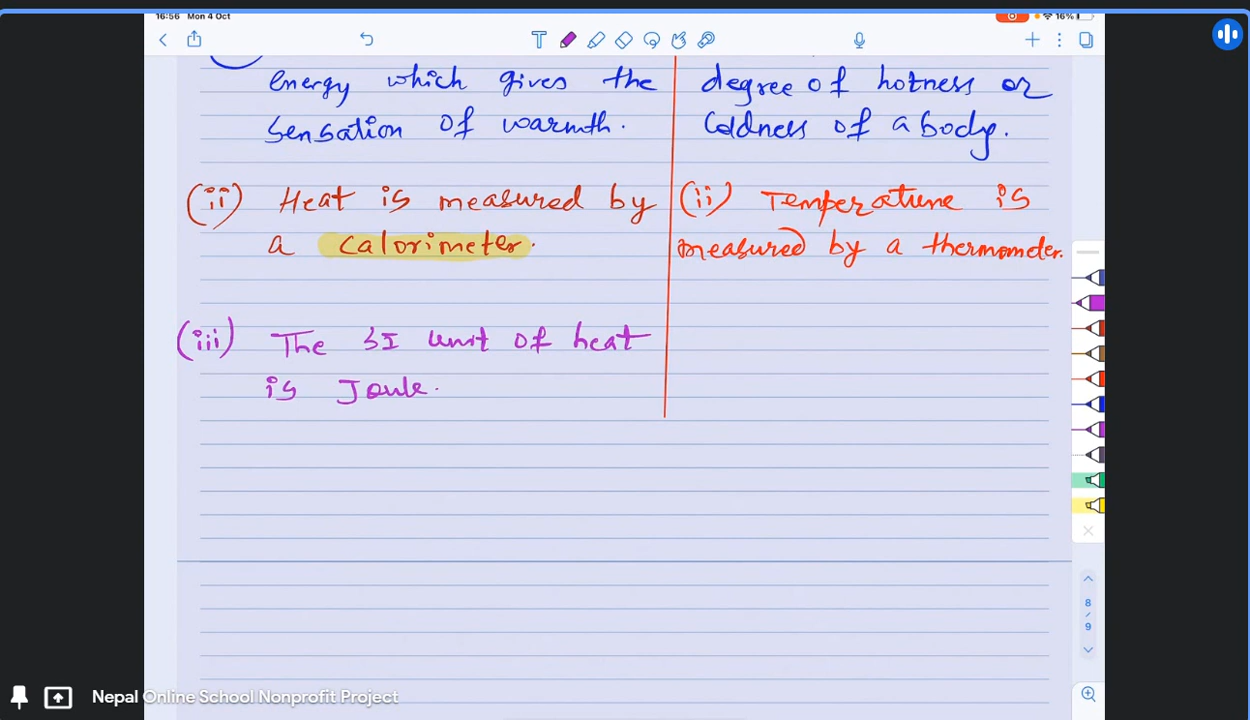 16:56 Mon 4 Oct
16%
T
energy which gives the
sensation of warmth.
degree of hotness or
coldness of a body.
(ii) Heat is measured by
a calorimeter.
(ii) Temperature is
measured by a thermometer.
(iii) The SI unit of heat
is Joule.
8
/
9
Nepal Online School Nonprofit Project